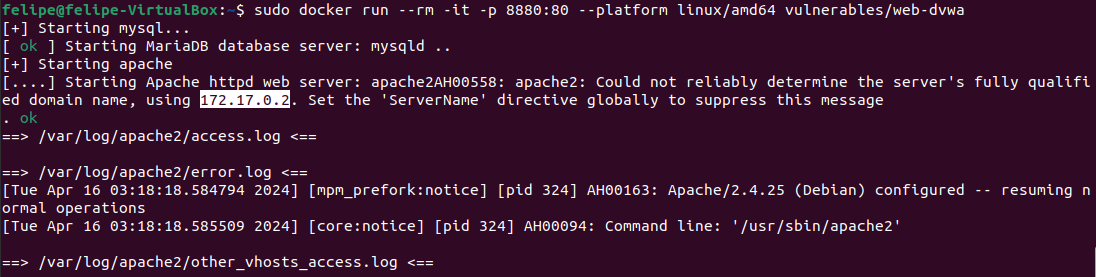 felipe@felipe-VirtualBox:~$ sudo docker run --rm -it -p 8880:80 --platform linux/amd64 vulnerables/web-dvwa
[+] Starting mysql...
[ ok ] Starting MariaDB database server: mysqld ..
[+] Starting apache
[....] Starting Apache httpd web server: apache2AH00558: apache2: Could not reliably determine the server's fully qualifi
ed domain name, using 172.17.0.2. Set the 'ServerName' directive globally to suppress this message
. ok
==> /var/log/apache2/access.log <==
==> /var/log/apache2/error.log <==
[Tue Apr 16 03:18:18.584794 2024] [mpm_prefork:notice] [pid 324] AH00163: Apache/2.4.25 (Debian) configured -- resuming n
ormal operations
[Tue Apr 16 03:18:18.585509 2024] [core:notice] [pid 324] AH00094: Command line: '/usr/sbin/apache2'
==> /var/log/apache2/other_vhosts_access.log <==